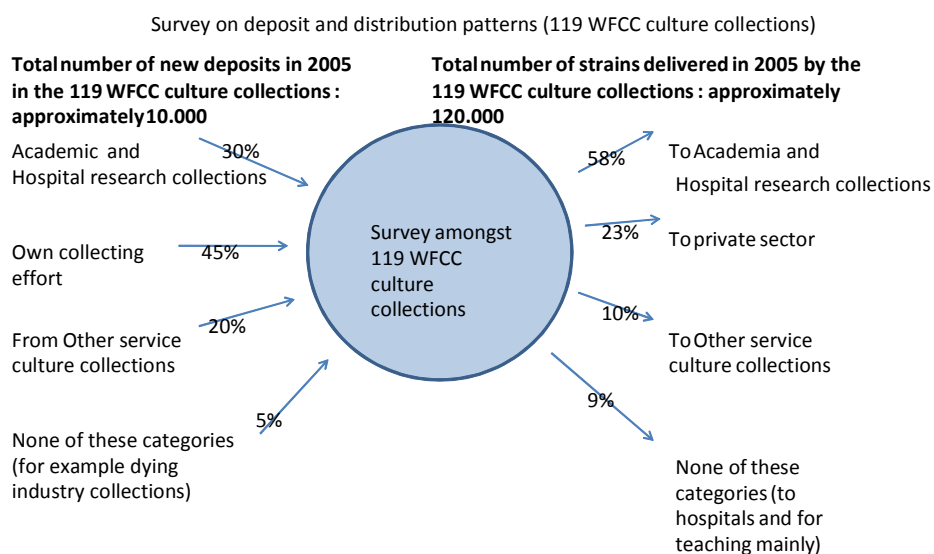 Survey on deposit and distribution patterns (119 WFCC culture collections)
Total number of new deposits in 2005
in the 119 WFCC culture collections :
approximately 10.000
Total number of strains delivered in 2005 by the
119 WFCC culture collections : approximately
120.000
Academic and
Hospital research collections
30%
Own collecting
effort
45%
From Other service
culture collections
20%
None of these categories
(for example dying
industry collections)
5%
Survey amongst
119 WFCC
culture
collections
58%
To Academia and
Hospital research collections
23%
To private sector
10%
To Other service
culture collections
9%
None of these
categories (to
hospitals and for
teaching mainly)